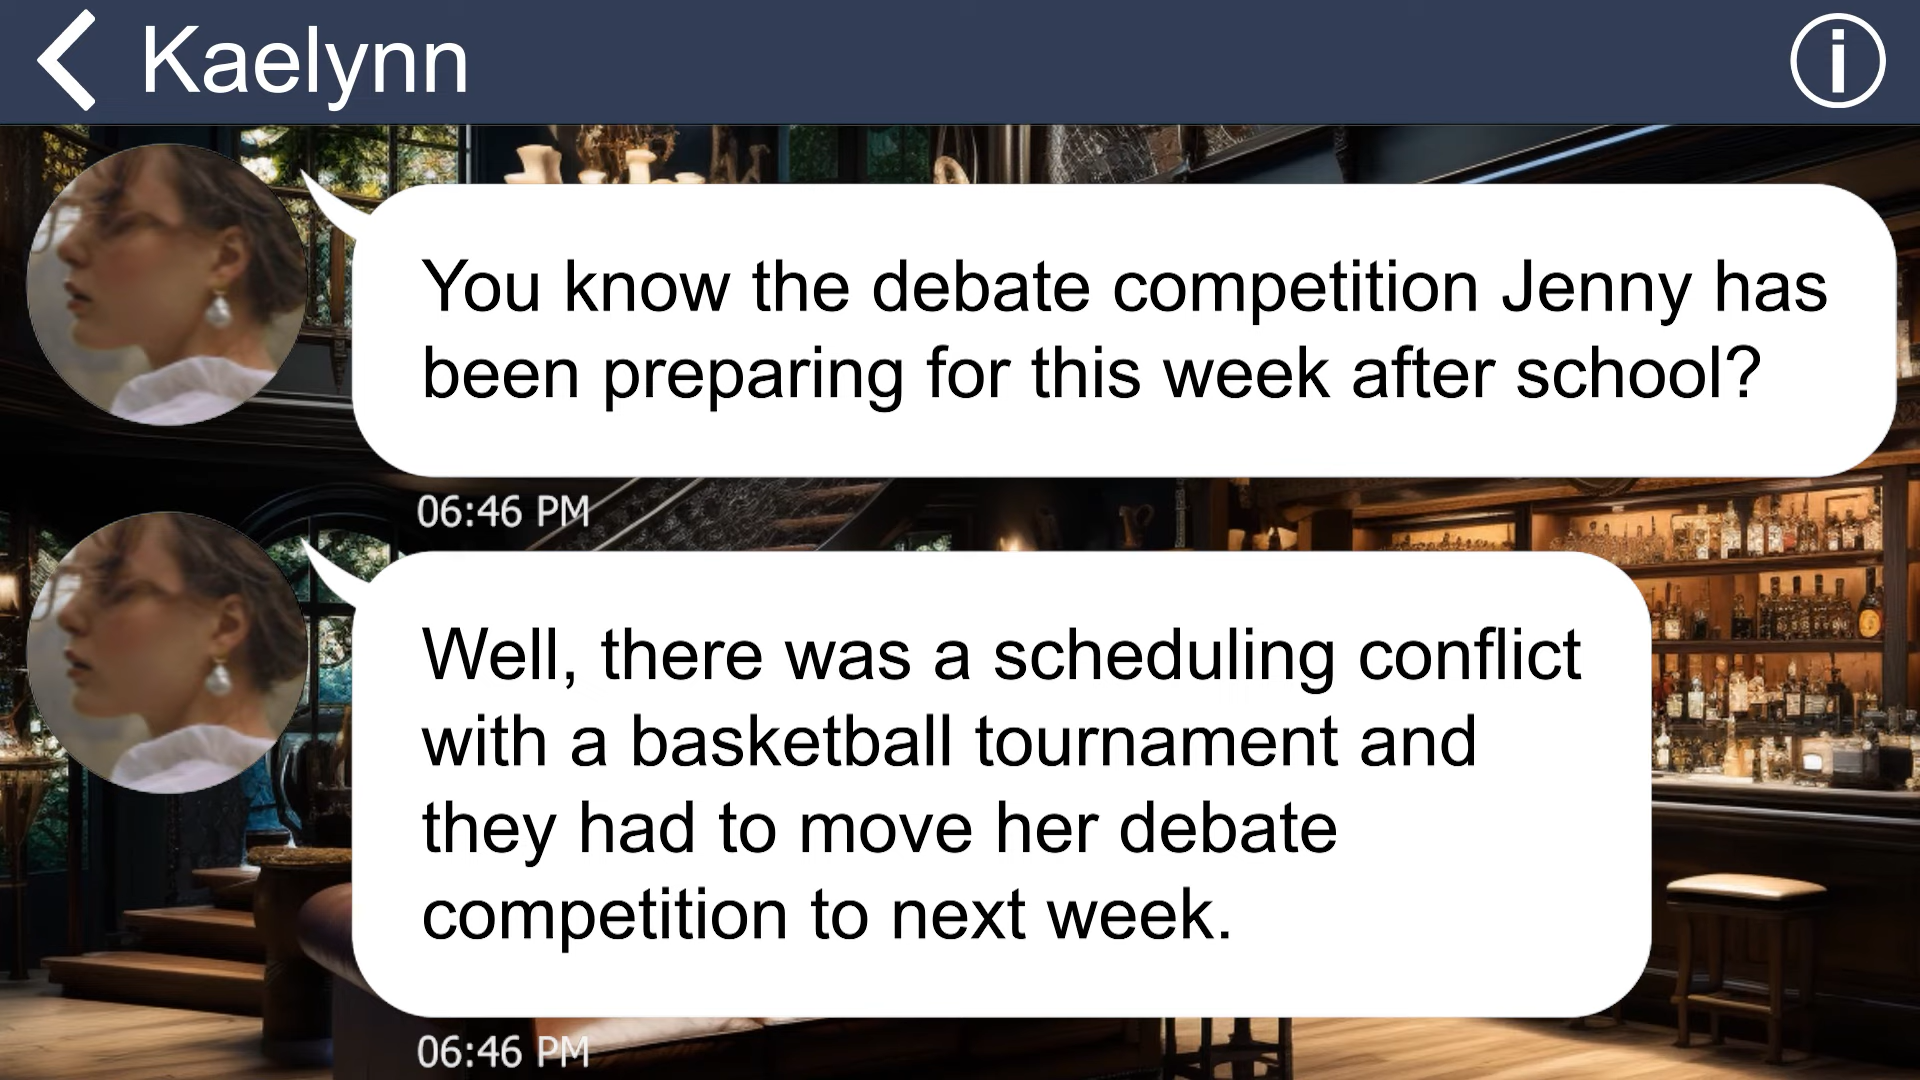 Kaelynn
You know the debate competition Jenny has
been preparing for this week after school?
06:46 PM
Well, there was a scheduling conflict
with a basketball tournament and
they had to move her debate
competition to next week.
06:46 PM